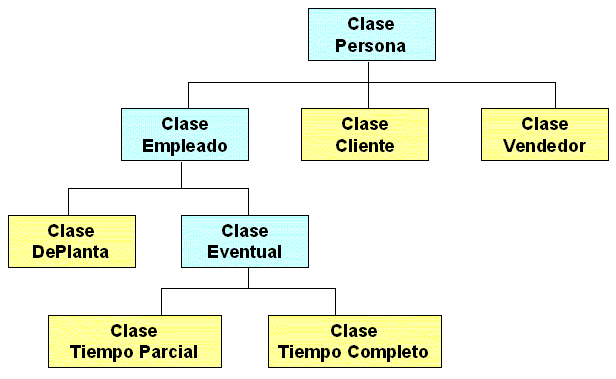 Clase
Persona
Clase
Empleado
Clase
Cliente
Clase
Vendedor
Clase
DePlanta
Clase
Eventual
Clase
Tiempo Parcial
Clase
Tiempo Completo